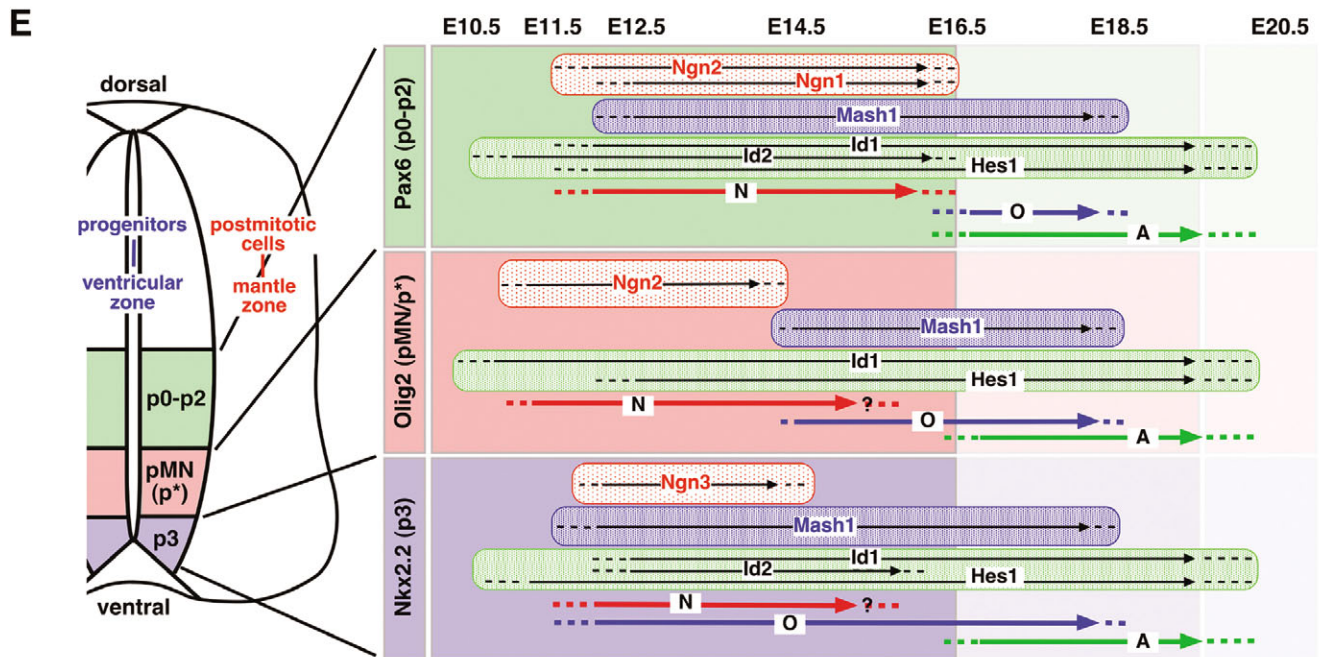 E
E10.5 E11.5 E12.5 E14.5 E16.5 E18.5 E20.5
dorsal
progenitors
ventricular
zone
postmitotic
cells
mantle
zone
p0-p2
pMN
(p*)
p3
ventral
Pax6 (p0-p2)
Ngn2
Ngn1
Mash1
Id1
Id2
Hes1
N
O
A
Olig2 (pMN/p*)
Ngn2
Mash1
Id1
Hes1
N ?
O
A
Nkx2.2 (p3)
Ngn3
Mash1
Id1
Id2
Hes1
N ?
O
A